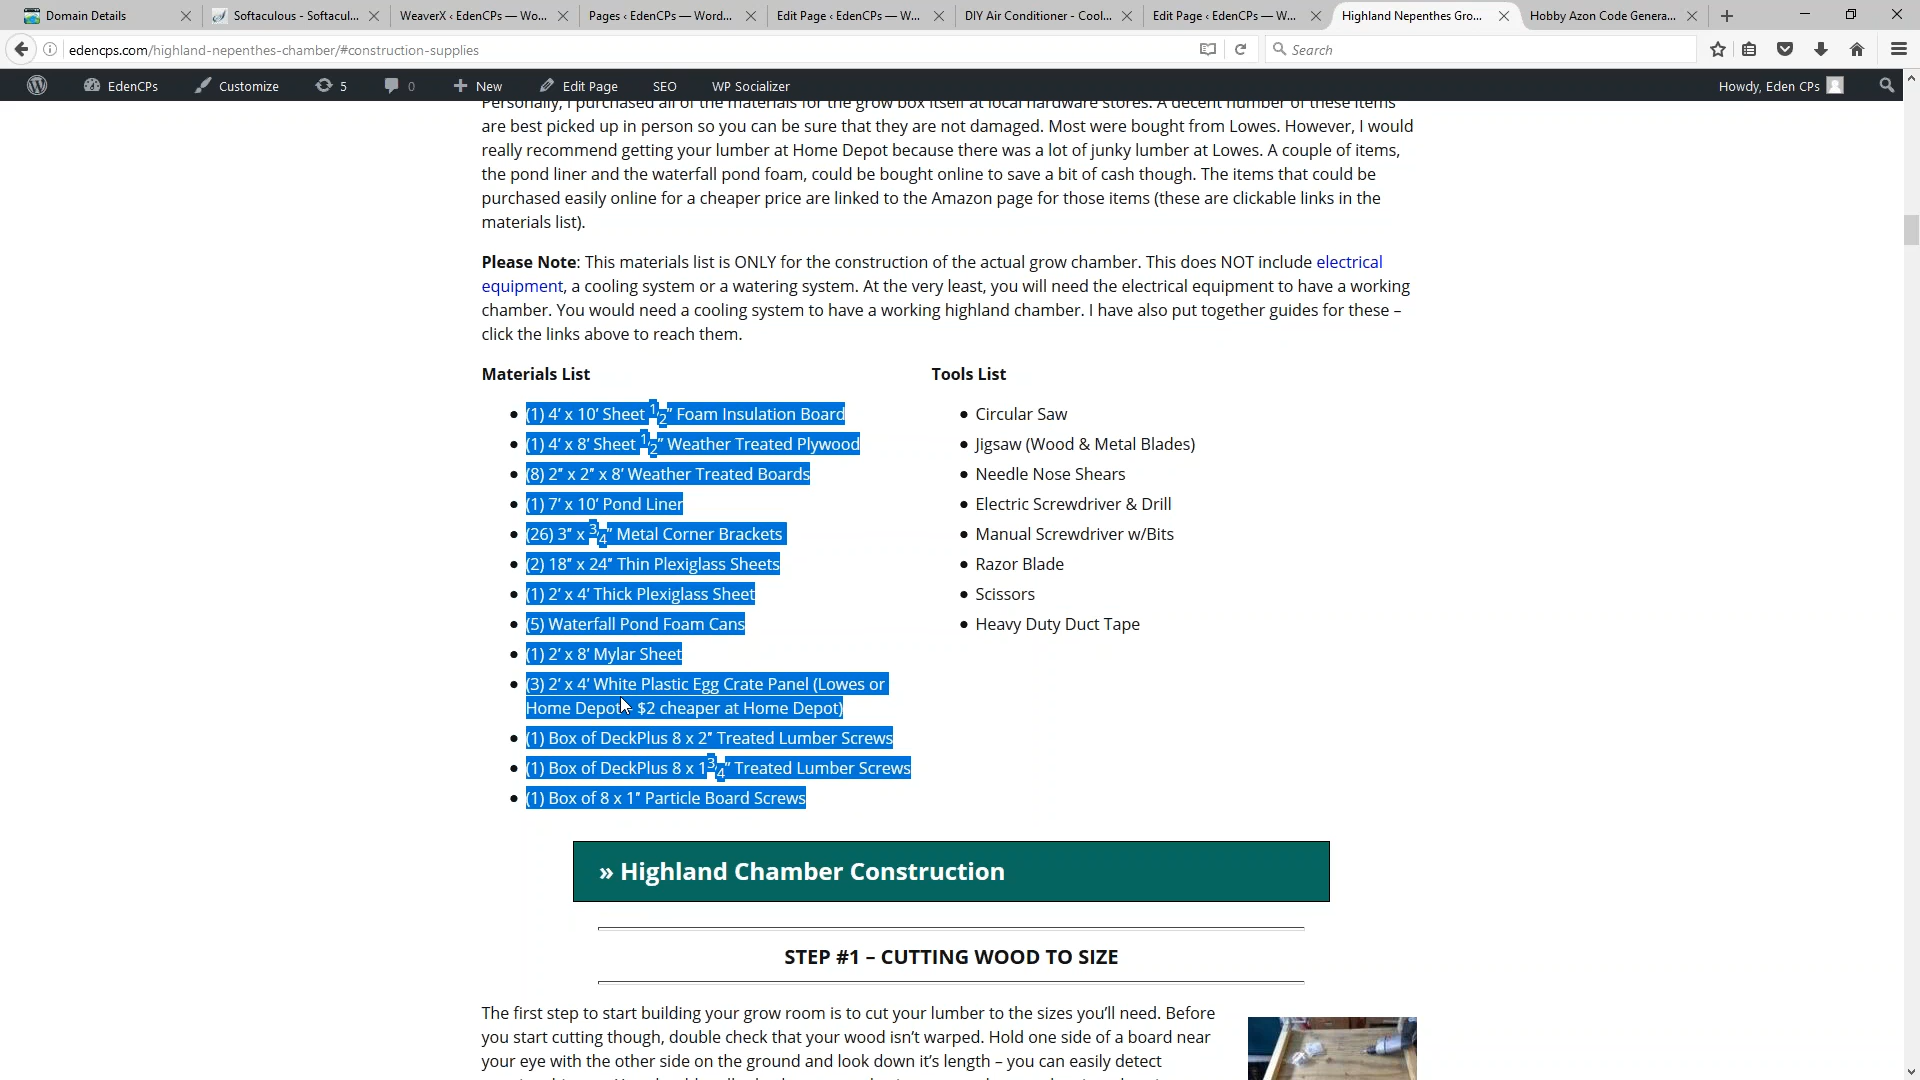 Domain Details
Softaculous - Softacul...
WeaverX ‹ EdenCPs — Wo...
Pages ‹ EdenCPs — Word...
Edit Page ‹ EdenCPs — W...
DIY Air Conditioner - Cool...
Edit Page ‹ EdenCPs — W...
Highland Nepenthes Gro...
Hobby Azon Code Genera...
edencps.com/highland-nepenthes-chamber/#construction-supplies
Search
EdenCPs
Customize
5
0
New
Edit Page
SEO
WP Socializer
Howdy, Eden CPs
Personally, I purchased all of the materials for the grow box itself at local hardware stores. A decent number of these items
are best picked up in person so you can be sure that they are not damaged. Most were bought from Lowes. However, I would
really recommend getting your lumber at Home Depot because there was a lot of junky lumber at Lowes. A couple of items,
the pond liner and the waterfall pond foam, could be bought online to save a bit of cash though. The items that could be
purchased easily online for a cheaper price are linked to the Amazon page for those items (these are clickable links in the
materials list).
Please Note: This materials list is ONLY for the construction of the actual grow chamber. This does NOT include electrical
equipment, a cooling system or a watering system. At the very least, you will need the electrical equipment to have a working
chamber. You would need a cooling system to have a working highland chamber. I have also put together guides for these –
click the links above to reach them.
Materials List
(1) 4′ x 10′ Sheet 1/2″ Foam Insulation Board
(1) 4′ x 8′ Sheet 1/2″ Weather Treated Plywood
(8) 2″ x 2″ x 8′ Weather Treated Boards
(1) 7′ x 10′ Pond Liner
(26) 3″ x 3/4″ Metal Corner Brackets
(2) 18″ x 24″ Thin Plexiglass Sheets
(1) 2′ x 4′ Thick Plexiglass Sheet
(5) Waterfall Pond Foam Cans
(1) 2′ x 8′ Mylar Sheet
(3) 2′ x 4′ White Plastic Egg Crate Panel (Lowes or
Home Depot – $2 cheaper at Home Depot)
(1) Box of DeckPlus 8 x 2″ Treated Lumber Screws
(1) Box of DeckPlus 8 x 1 3/4″ Treated Lumber Screws
(1) Box of 8 x 1″ Particle Board Screws
Tools List
Circular Saw
Jigsaw (Wood & Metal Blades)
Needle Nose Shears
Electric Screwdriver & Drill
Manual Screwdriver w/Bits
Razor Blade
Scissors
Heavy Duty Duct Tape
» Highland Chamber Construction
STEP #1 – CUTTING WOOD TO SIZE
The first step to start building your grow room is to cut your lumber to the sizes you’ll need. Before
you start cutting though, double check that your wood isn’t warped. Hold one side of a board near
your eye with the other side on the ground and look down it’s length – you can easily detect